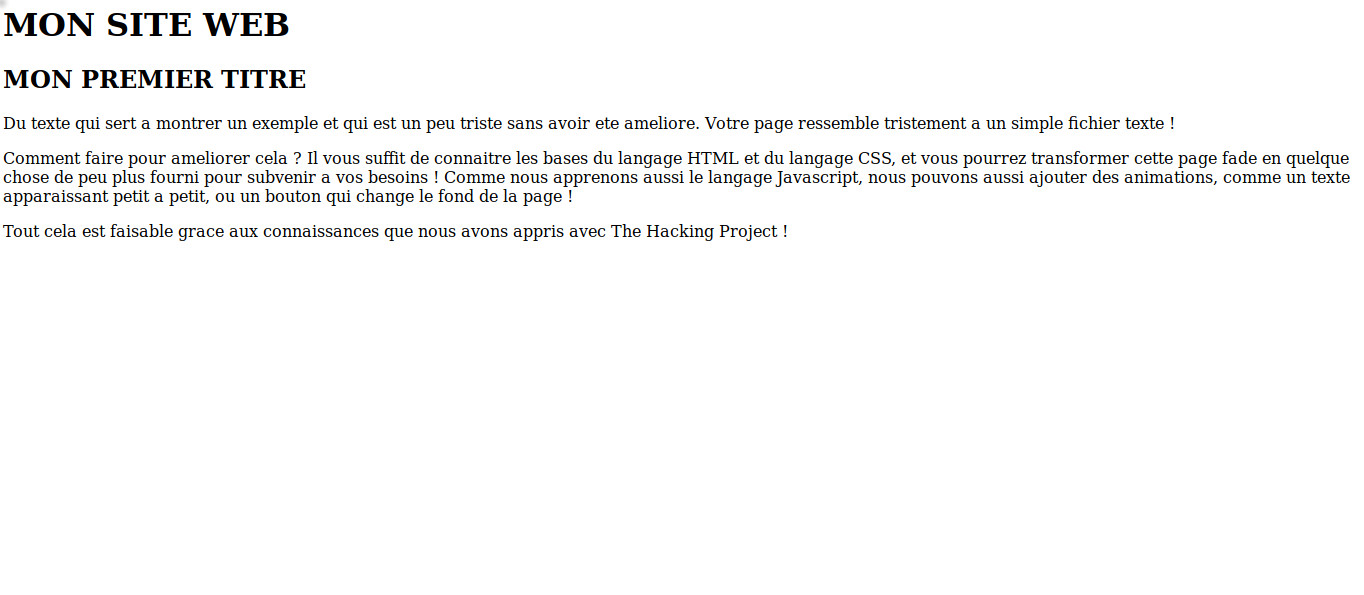 MON SITE WEB
MON PREMIER TITRE
Du texte qui sert a montrer un exemple et qui est un peu triste sans avoir ete ameliore. Votre page ressemble tristement a un simple fichier texte !
Comment faire pour ameliorer cela ? Il vous suffit de connaitre les bases du langage HTML et du langage CSS, et vous pourrez transformer cette page fade en quelque
chose de peu plus fourni pour subvenir a vos besoins ! Comme nous apprenons aussi le langage Javascript, nous pouvons aussi ajouter des animations, comme un texte
apparaissant petit a petit, ou un bouton qui change le fond de la page !
Tout cela est faisable grace aux connaissances que nous avons appris avec The Hacking Project !